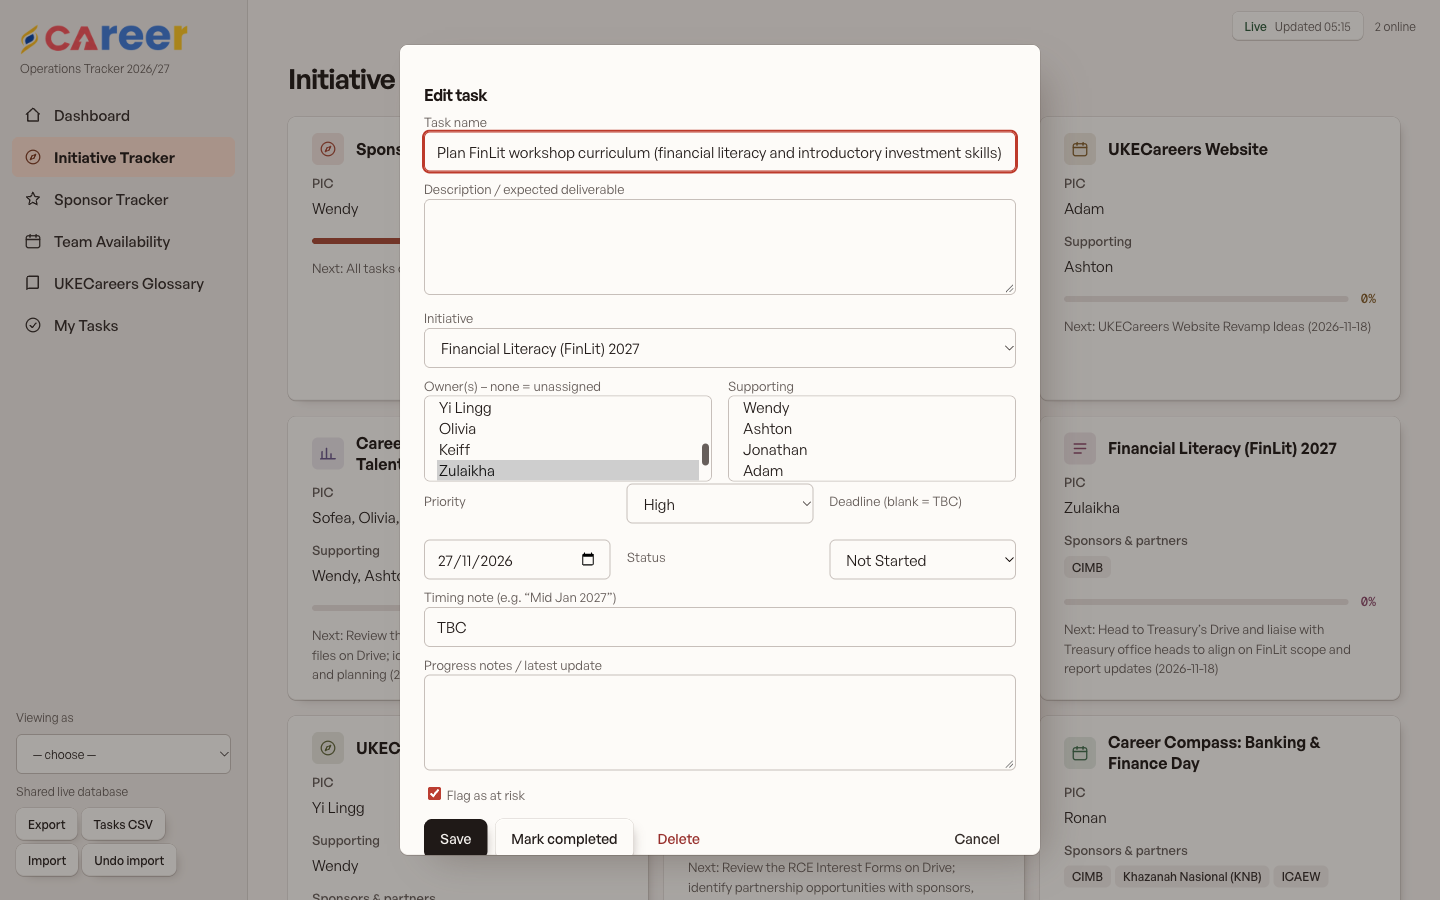 career
Operations Tracker 2026/27
Dashboard
Initiative Tracker
Sponsor Tracker
Team Availability
UKECareers Glossary
My Tasks
Viewing as
— choose —
Shared live database
Export
Tasks CSV
Import
Undo import
Live Updated 05:15
2 online
Initiative
Spons
PIC
Wendy
Next: All tasks
UKECareers Website
PIC
Adam
Supporting
Ashton
0%
Next: UKECareers Website Revamp Ideas (2026-11-18)
Caree
Talent
PIC
Sofea, Olivia,
Supporting
Wendy, Ashto
Next: Review th
files on Drive; id
and planning (2
Financial Literacy (FinLit) 2027
PIC
Zulaikha
Sponsors & partners
CIMB
0%
Next: Head to Treasury's Drive and liaise with
Treasury office heads to align on FinLit scope and
report updates (2026-11-18)
UKEC
PIC
Yi Lingg
Supporting
Wendy
Sponsors & partners
Next: Review the RCE Interest Forms on Drive;
identify partnership opportunities with sponsors,
Career Compass: Banking &
Finance Day
PIC
Ronan
Sponsors & partners
CIMB
Khazanah Nasional (KNB)
ICAEW
Edit task
Task name
Plan FinLit workshop curriculum (financial literacy and introductory investment skills)
Description / expected deliverable
Initiative
Financial Literacy (FinLit) 2027
Owner(s) – none = unassigned
Yi Lingg
Olivia
Keiff
Zulaikha
Supporting
Wendy
Ashton
Jonathan
Adam
Priority
High
Deadline (blank = TBC)
27/11/2026
Status
Not Started
Timing note (e.g. “Mid Jan 2027”)
TBC
Progress notes / latest update
Flag as at risk
Save
Mark completed
Delete
Cancel